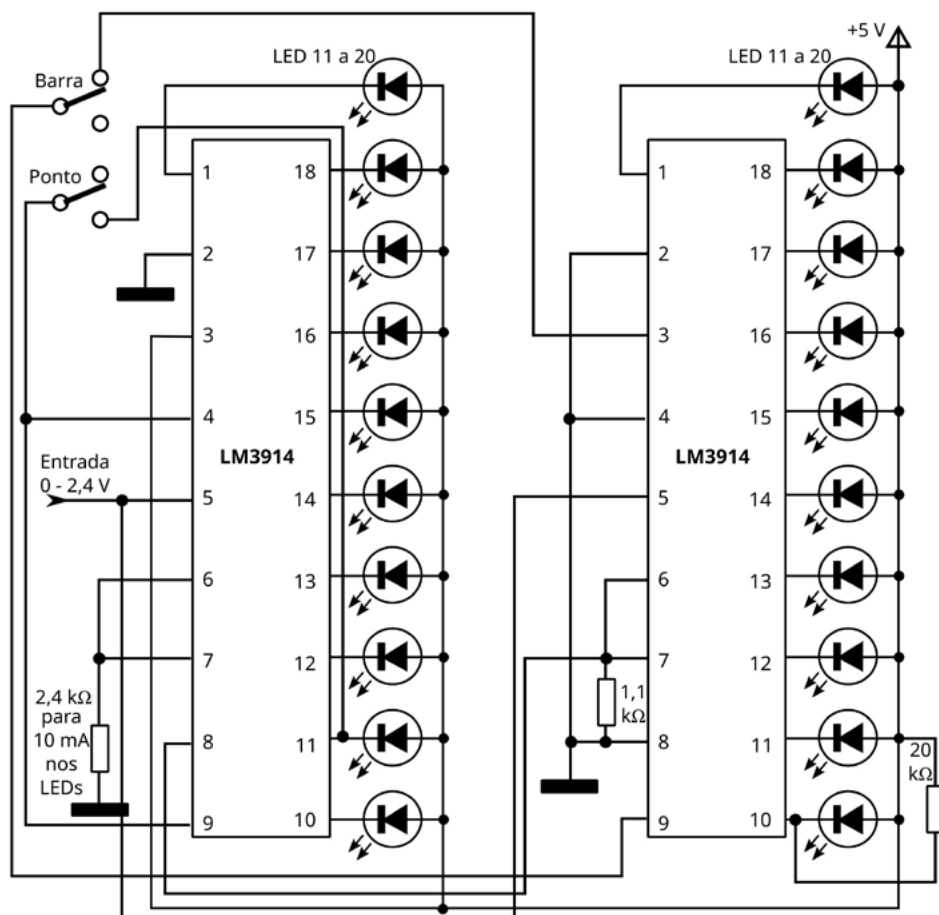 +5 V
LED 11 a 20
LED 11 a 20
Barra
Ponto
1
18
2
17
3
16
4
15
LM3914
Entrada
0 - 2,4 V
5
14
6
13
7
12
2,4 kΩ
para
10 mA
nos
LEDs
8
11
9
10
1
18
2
17
3
16
4
15
LM3914
5
14
6
13
7
12
1,1
kΩ
8
11
20
kΩ
9
10